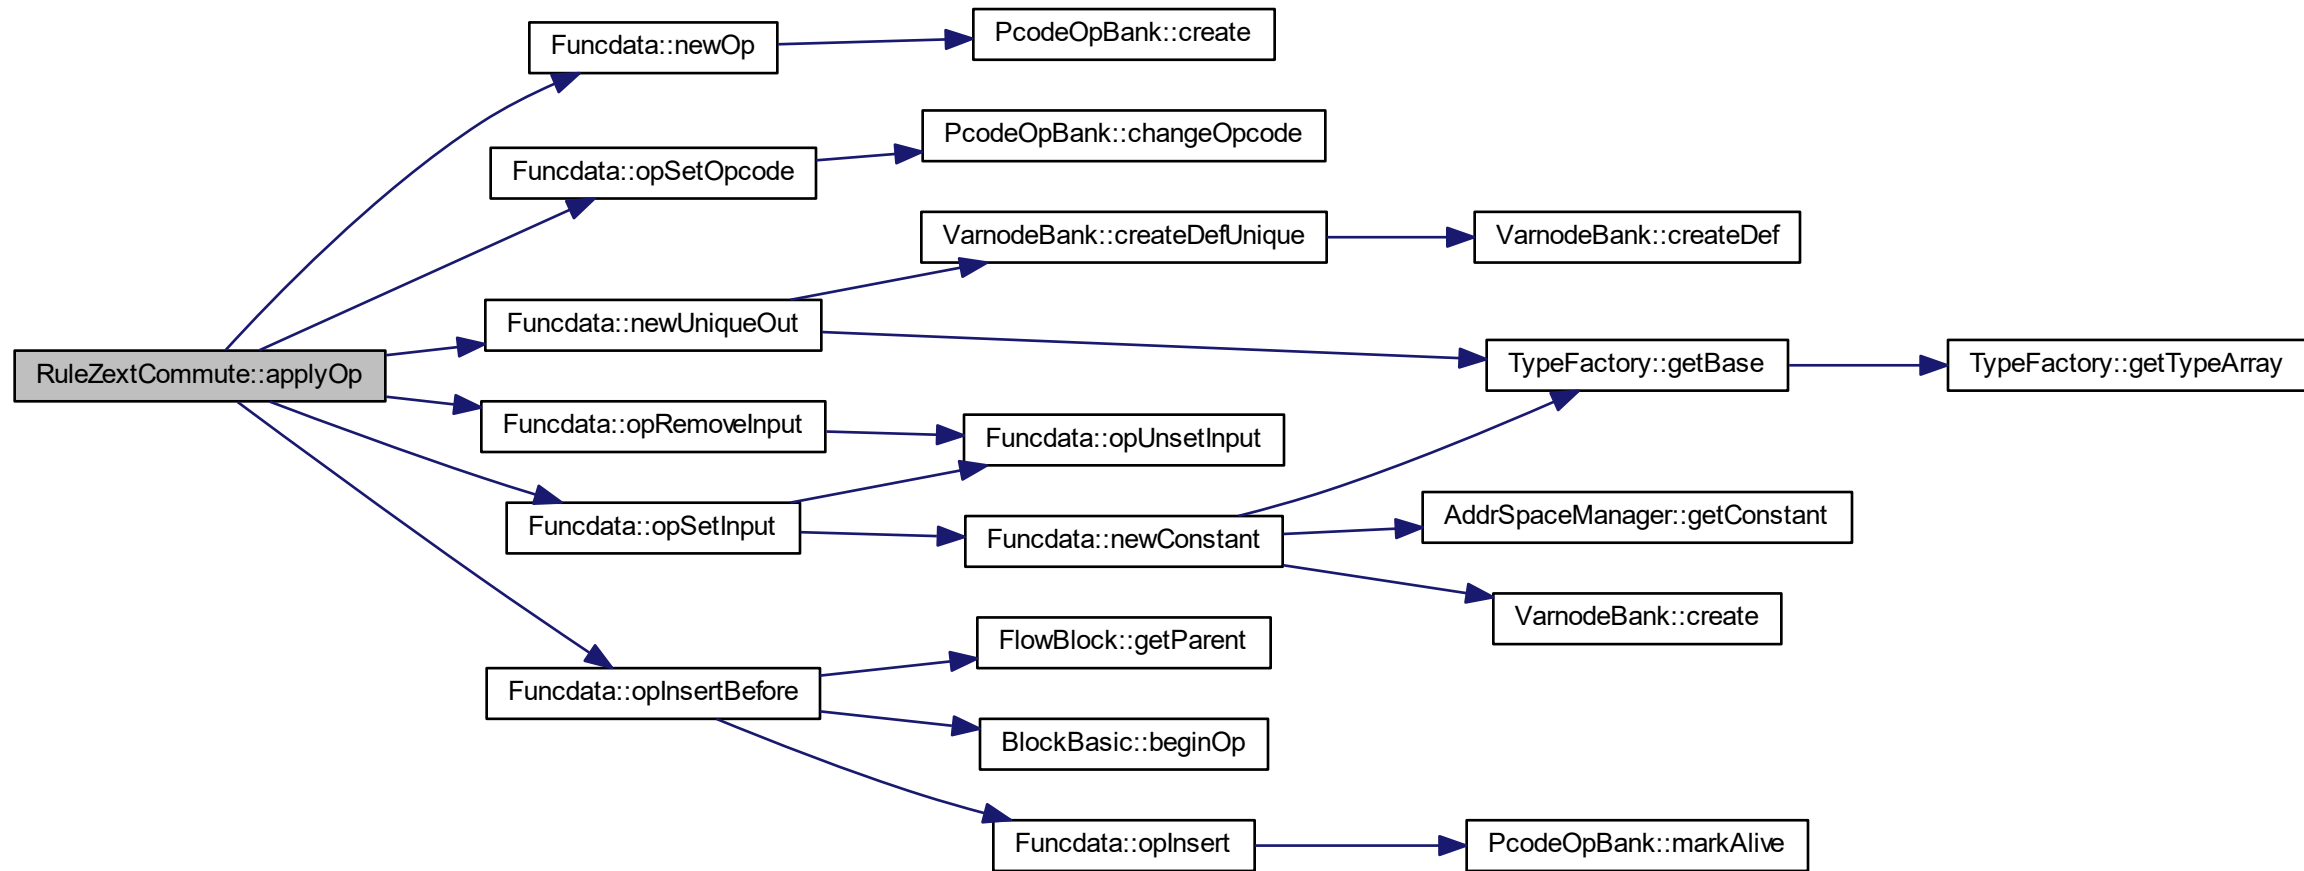 Funcdata::newOp
PcodeOpBank::create
PcodeOpBank::changeOpcode
Funcdata::opSetOpcode
VarnodeBank::createDefUnique
VarnodeBank::createDef
Funcdata::newUniqueOut
RuleZextCommute::applyOp
TypeFactory::getBase
TypeFactory::getTypeArray
Funcdata::opRemoveInput
Funcdata::opUnsetInput
Funcdata::opSetInput
Funcdata::newConstant
AddrSpaceManager::getConstant
VarnodeBank::create
FlowBlock::getParent
Funcdata::opInsertBefore
BlockBasic::beginOp
Funcdata::opInsert
PcodeOpBank::markAlive